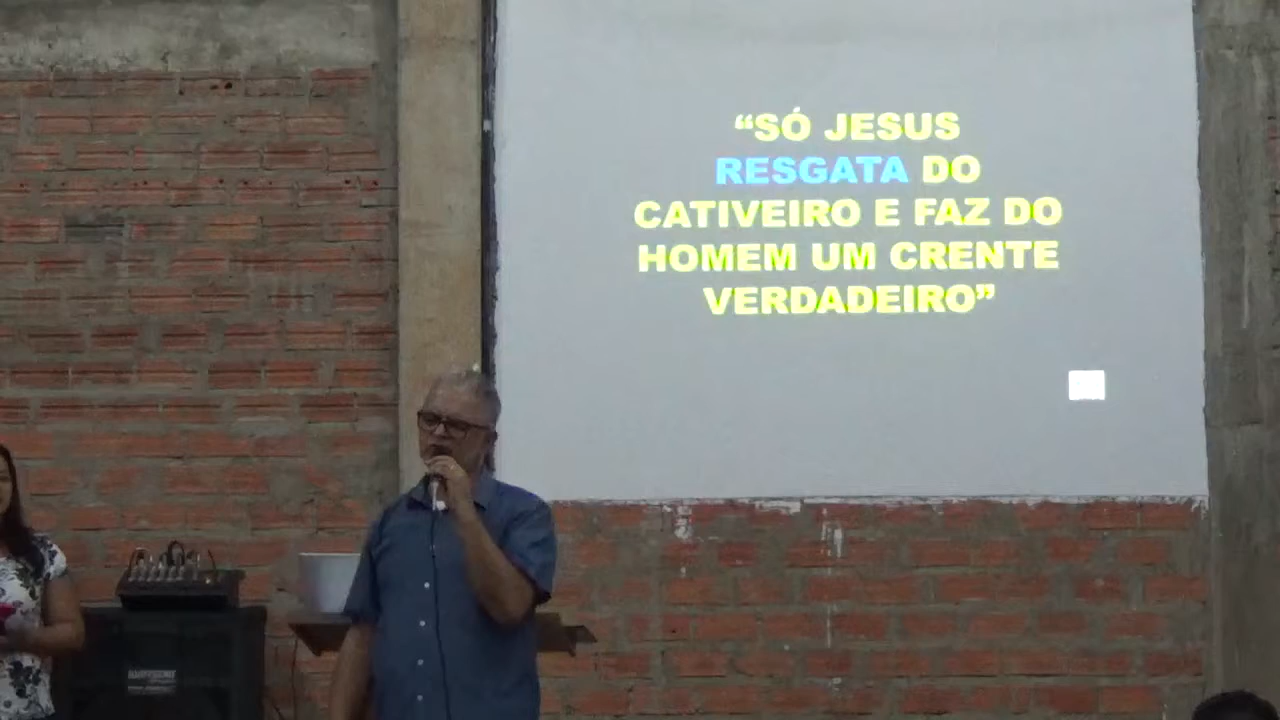 “SÓ JESUS
RESGATA DO
CATIVEIRO E FAZ DO
HOMEM UM CRENTE
VERDADEIRO”